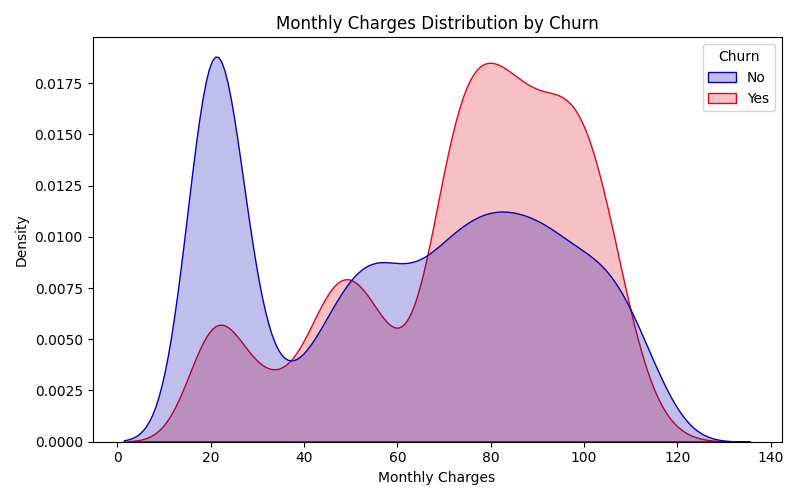 Monthly Charges Distribution by Churn
Churn
No
Yes
0.0175
0.0150
0.0125
0.0100
0.0075
0.0050
0.0025
0.0000
Density
0 20 40 60 80 100 120 140
Monthly Charges